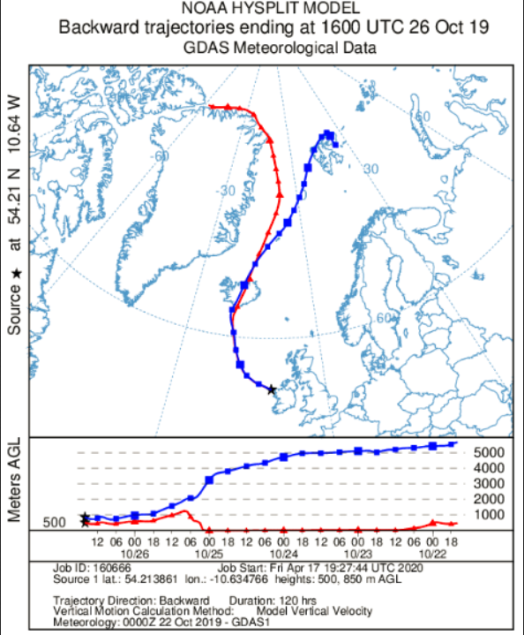 NOAA HYSPLIT MODEL
Backward trajectories ending at 1600 UTC 26 Oct 19
GDAS Meteorological Data
Source ★ at 54.21 N 10.64 W
-60
-30
30
60
60
Meters AGL
500
5000
4000
3000
2000
1000
12 06 00 18 12 06 00 18 12 06 00 18 12 06 00 18 12 06 00 18
10/26 10/25 10/24 10/23 10/22
Job ID: 160666 Job Start: Fri Apr 17 19:27:44 UTC 2020
Source 1 lat.: 54.213861 lon.: -10.634766 heights: 500, 850 m AGL
Trajectory Direction: Backward Duration: 120 hrs
Vertical Motion Calculation Method: Model Vertical Velocity
Meteorology: 0000Z 22 Oct 2019 - GDAS1